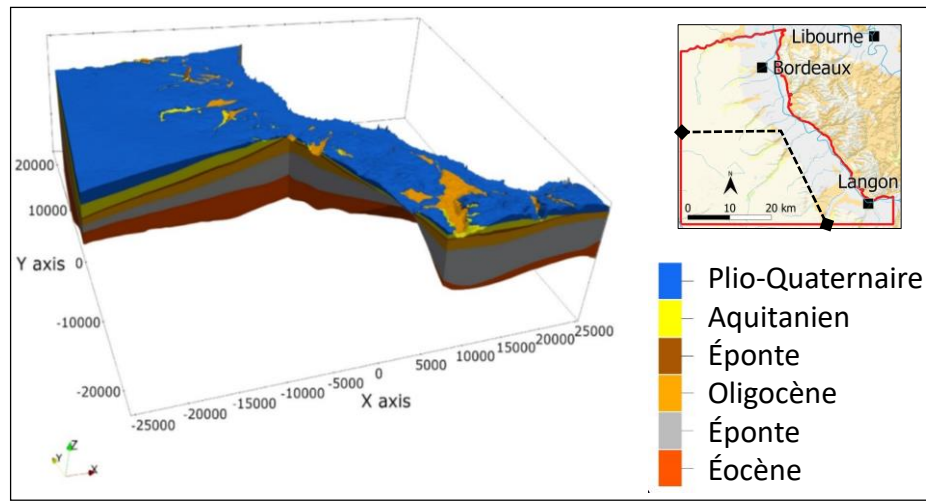 20000
10000
Y axis
0
-10000
-20000
-25000
-20000
-15000
-10000
-5000
0
5000
10000
15000
20000
25000
X axis
Z
Y
X
Libourne
Bordeaux
Langon
N
0 10 20 km
Plio-Quaternaire
Aquitanien
Éponte
Oligocène
Éponte
Éocène